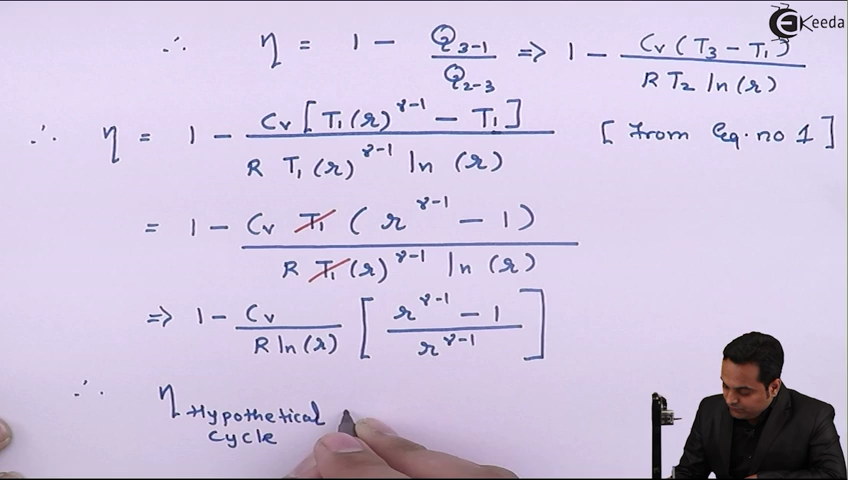 Ekeeda
∴ η = 1 - Q₃₋₁/Q₂₋₃ => 1 - Cv (T₃ - T₁)/R T₂ ln(r)
∴ η = 1 - Cv [T₁(r)^γ-1 - T₁]/R T₁(r)^γ-1 ln (r) [from Eq. no 1]
= 1 - Cv T₁ (r^γ-1 - 1)/R T₁(r)^γ-1 ln (r)
=> 1 - Cv/R ln(r) [r^γ-1 - 1/r^γ-1]
∴ η Hypothetical
cycle